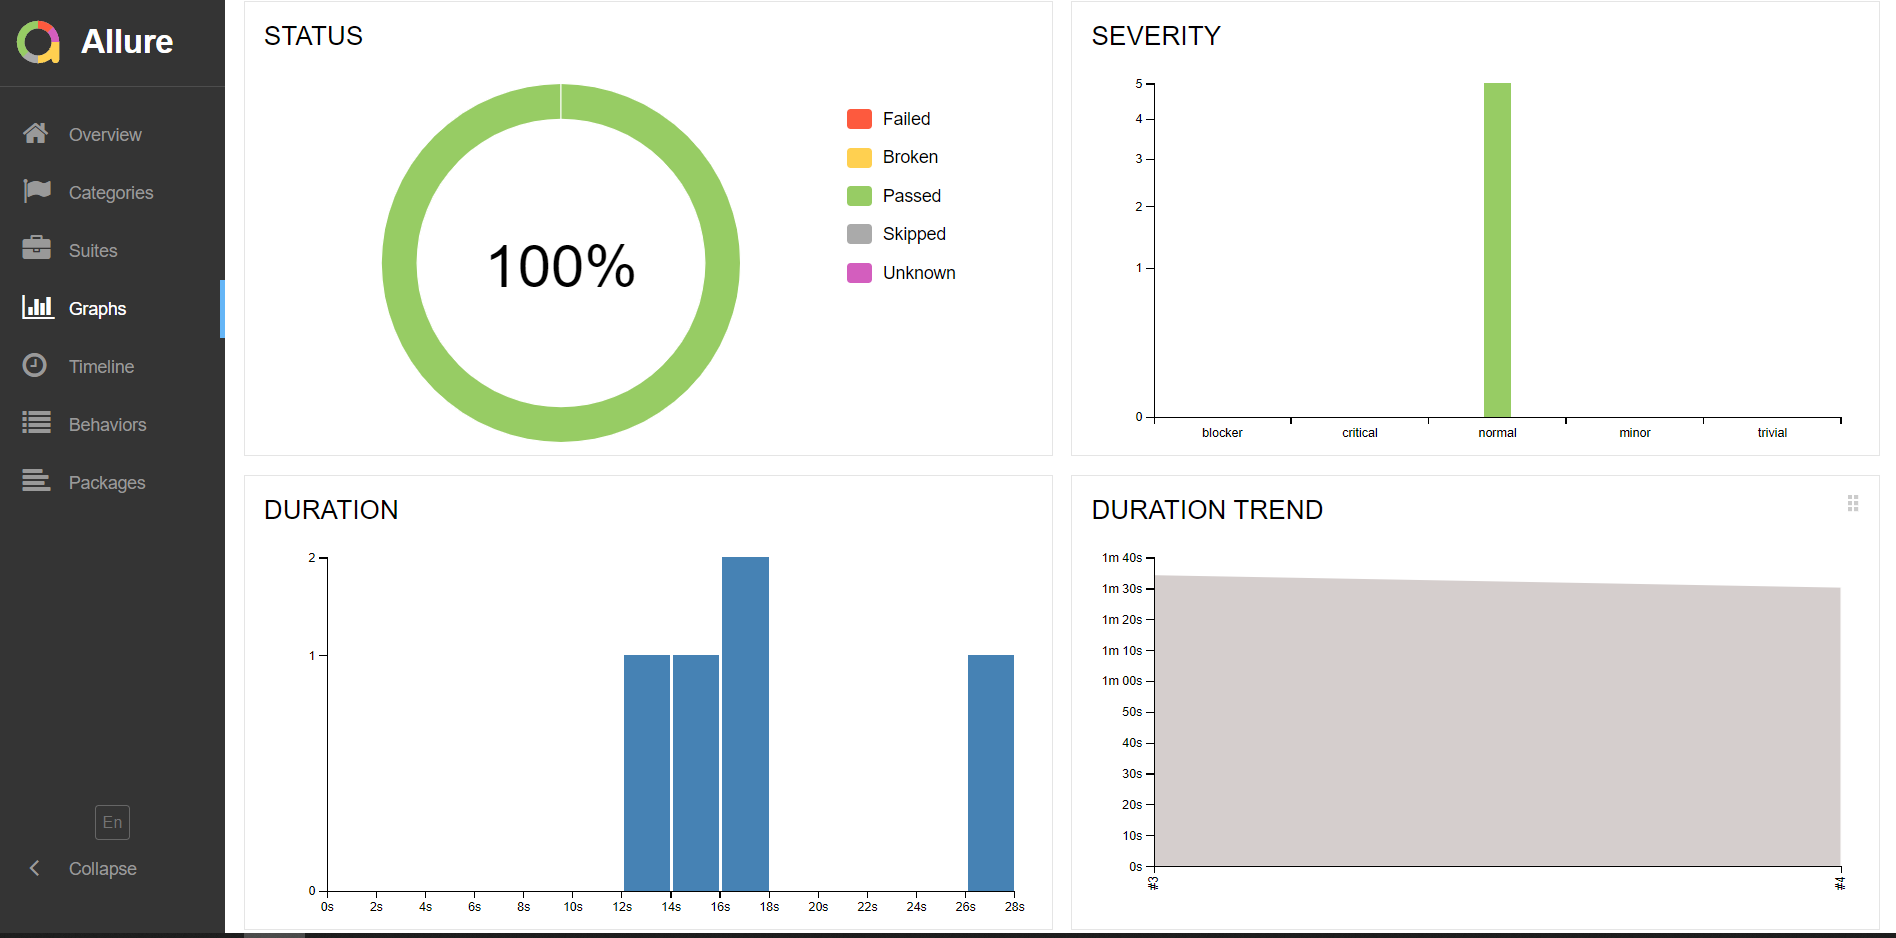 Allure
Overview
Categories
Suites
Graphs
Timeline
Behaviors
Packages
En
Collapse
STATUS
100%
Failed
Broken
Passed
Skipped
Unknown
SEVERITY
5
4
3
2
1
0
blocker critical normal minor trivial
DURATION
2
1
0
0s 2s 4s 6s 8s 10s 12s 14s 16s 18s 20s 22s 24s 26s 28s
DURATION TREND
1m 40s
1m 30s
1m 20s
1m 10s
1m 00s
50s
40s
30s
20s
10s
0s
#3 #4